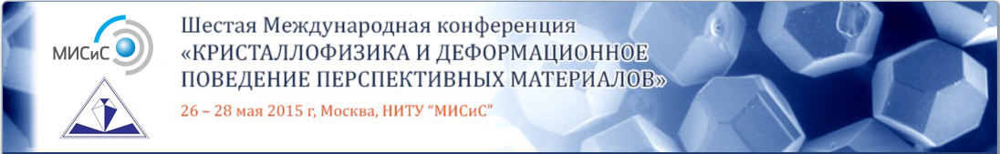 МИСиС
Шестая Международная конференция
«КРИСТАЛЛОФИЗИКА И ДЕФОРМАЦИОННОЕ
ПОВЕДЕНИЕ ПЕРСПЕКТИВНЫХ МАТЕРИАЛОВ»
26 – 28 мая 2015 г, Москва, НИТУ “МИСиС”